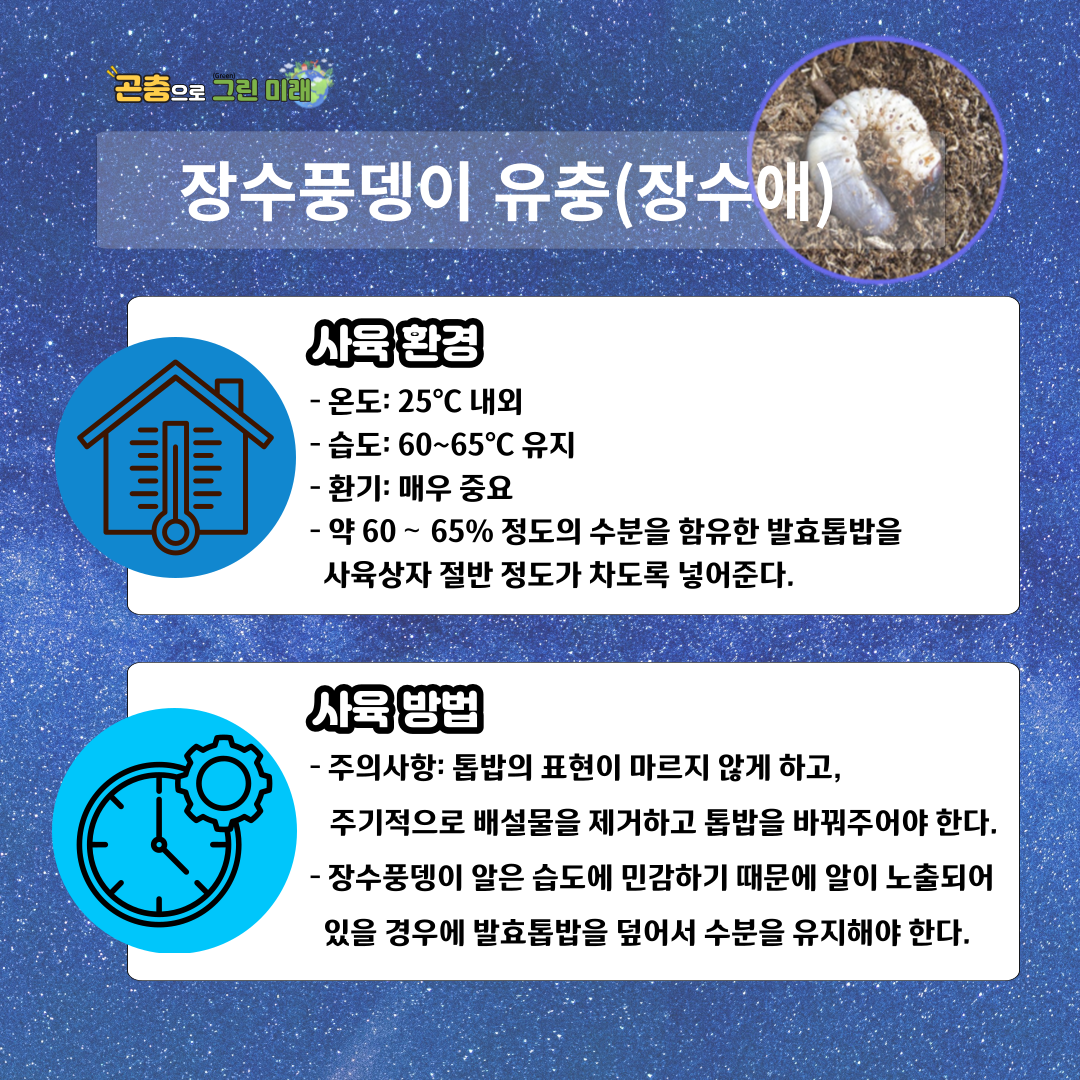 (Green)
곤충으로 그린 미래
장수풍뎅이 유충(장수애)
사육 환경
- 온도: 25℃ 내외
- 습도: 60~65℃ 유지
- 환기: 매우 중요
- 약 60 ~ 65% 정도의 수분을 함유한 발효톱밥을
사육상자 절반 정도가 차도록 넣어준다.
사육 방법
- 주의사항: 톱밥의 표현이 마르지 않게 하고,
주기적으로 배설물을 제거하고 톱밥을 바꿔주어야 한다.
- 장수풍뎅이 알은 습도에 민감하기 때문에 알이 노출되어
있을 경우에 발효톱밥을 덮어서 수분을 유지해야 한다.